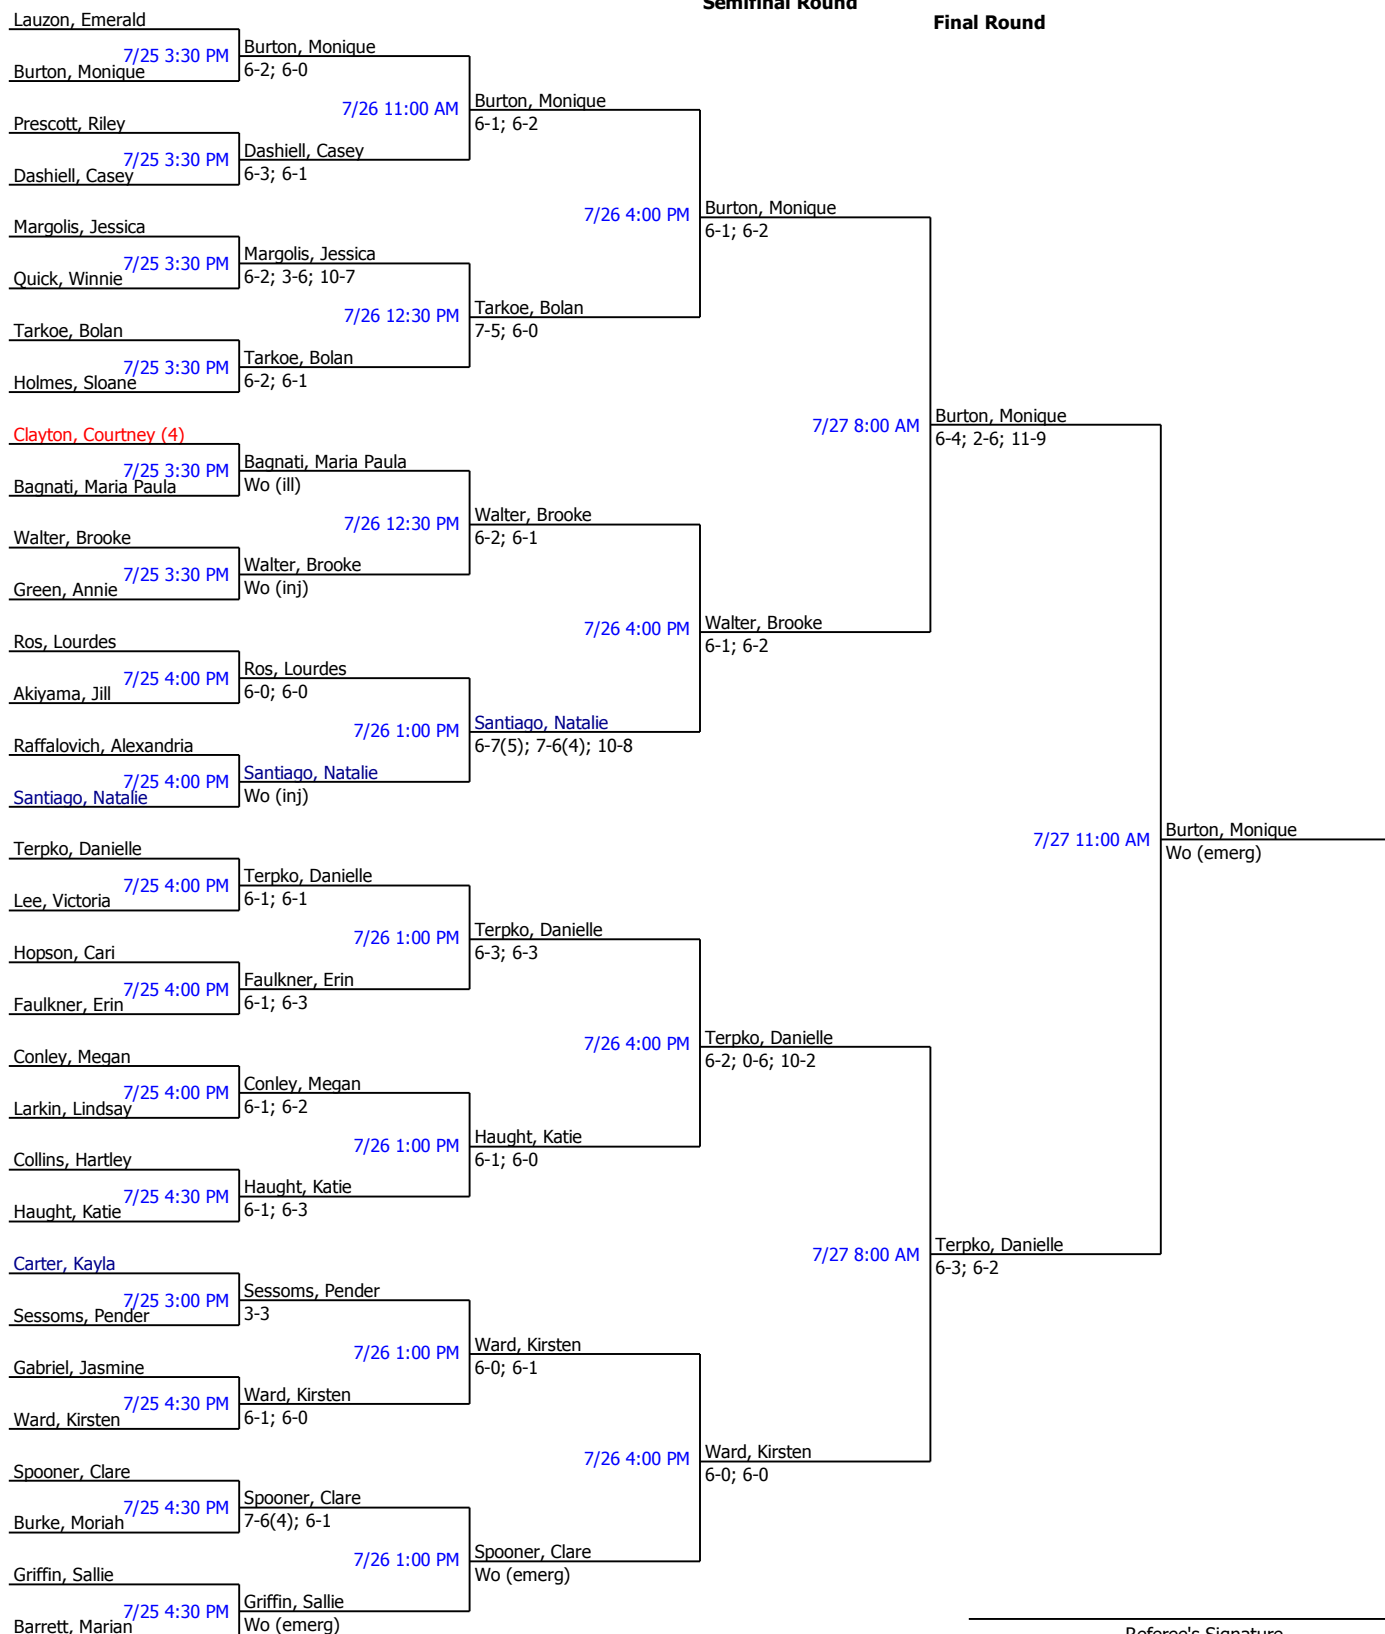 Semifinal Round
Final Round
Lauzon, Emerald
7/25 3:30 PM
Burton, Monique
Burton, Monique
6-2; 6-0
7/26 11:00 AM
Burton, Monique
6-1; 6-2
Prescott, Riley
7/25 3:30 PM
Dashiell, Casey
Dashiell, Casey
6-3; 6-1
7/26 4:00 PM
Burton, Monique
6-1; 6-2
Margolis, Jessica
7/25 3:30 PM
Quick, Winnie
Margolis, Jessica
6-2; 3-6; 10-7
7/26 12:30 PM
Tarkoe, Bolan
7-5; 6-0
Tarkoe, Bolan
7/25 3:30 PM
Holmes, Sloane
Tarkoe, Bolan
6-2; 6-1
7/27 8:00 AM
Burton, Monique
6-4; 2-6; 11-9
Clayton, Courtney (4)
7/25 3:30 PM
Bagnati, Maria Paula
Bagnati, Maria Paula
Wo (ill)
7/26 12:30 PM
Walter, Brooke
6-2; 6-1
Walter, Brooke
7/25 3:30 PM
Green, Annie
Walter, Brooke
Wo (inj)
7/26 4:00 PM
Walter, Brooke
6-1; 6-2
Ros, Lourdes
7/25 4:00 PM
Akiyama, Jill
Ros, Lourdes
6-0; 6-0
7/26 1:00 PM
Santiago, Natalie
6-7(5); 7-6(4); 10-8
Raffalovich, Alexandria
7/25 4:00 PM
Santiago, Natalie
Santiago, Natalie
Wo (inj)
7/27 11:00 AM
Burton, Monique
Wo (emerg)
Terpko, Danielle
7/25 4:00 PM
Lee, Victoria
Terpko, Danielle
6-1; 6-1
7/26 1:00 PM
Terpko, Danielle
6-3; 6-3
Hopson, Cari
7/25 4:00 PM
Faulkner, Erin
Faulkner, Erin
6-1; 6-3
7/26 4:00 PM
Terpko, Danielle
6-2; 0-6; 10-2
Conley, Megan
7/25 4:00 PM
Larkin, Lindsay
Conley, Megan
6-1; 6-2
7/26 1:00 PM
Haught, Katie
6-1; 6-0
Collins, Hartley
7/25 4:30 PM
Haught, Katie
Haught, Katie
6-1; 6-3
7/27 8:00 AM
Terpko, Danielle
6-3; 6-2
Carter, Kayla
7/25 3:00 PM
Sessoms, Pender
Sessoms, Pender
3-3
7/26 1:00 PM
Ward, Kirsten
6-0; 6-1
Gabriel, Jasmine
7/25 4:30 PM
Ward, Kirsten
Ward, Kirsten
6-1; 6-0
7/26 4:00 PM
Ward, Kirsten
6-0; 6-0
Spooner, Clare
7/25 4:30 PM
Burke, Moriah
Spooner, Clare
7-6(4); 6-1
7/26 1:00 PM
Spooner, Clare
Wo (emerg)
Griffin, Sallie
7/25 4:30 PM
Barrett, Marian
Griffin, Sallie
Wo (emerg)
Referee's Signature